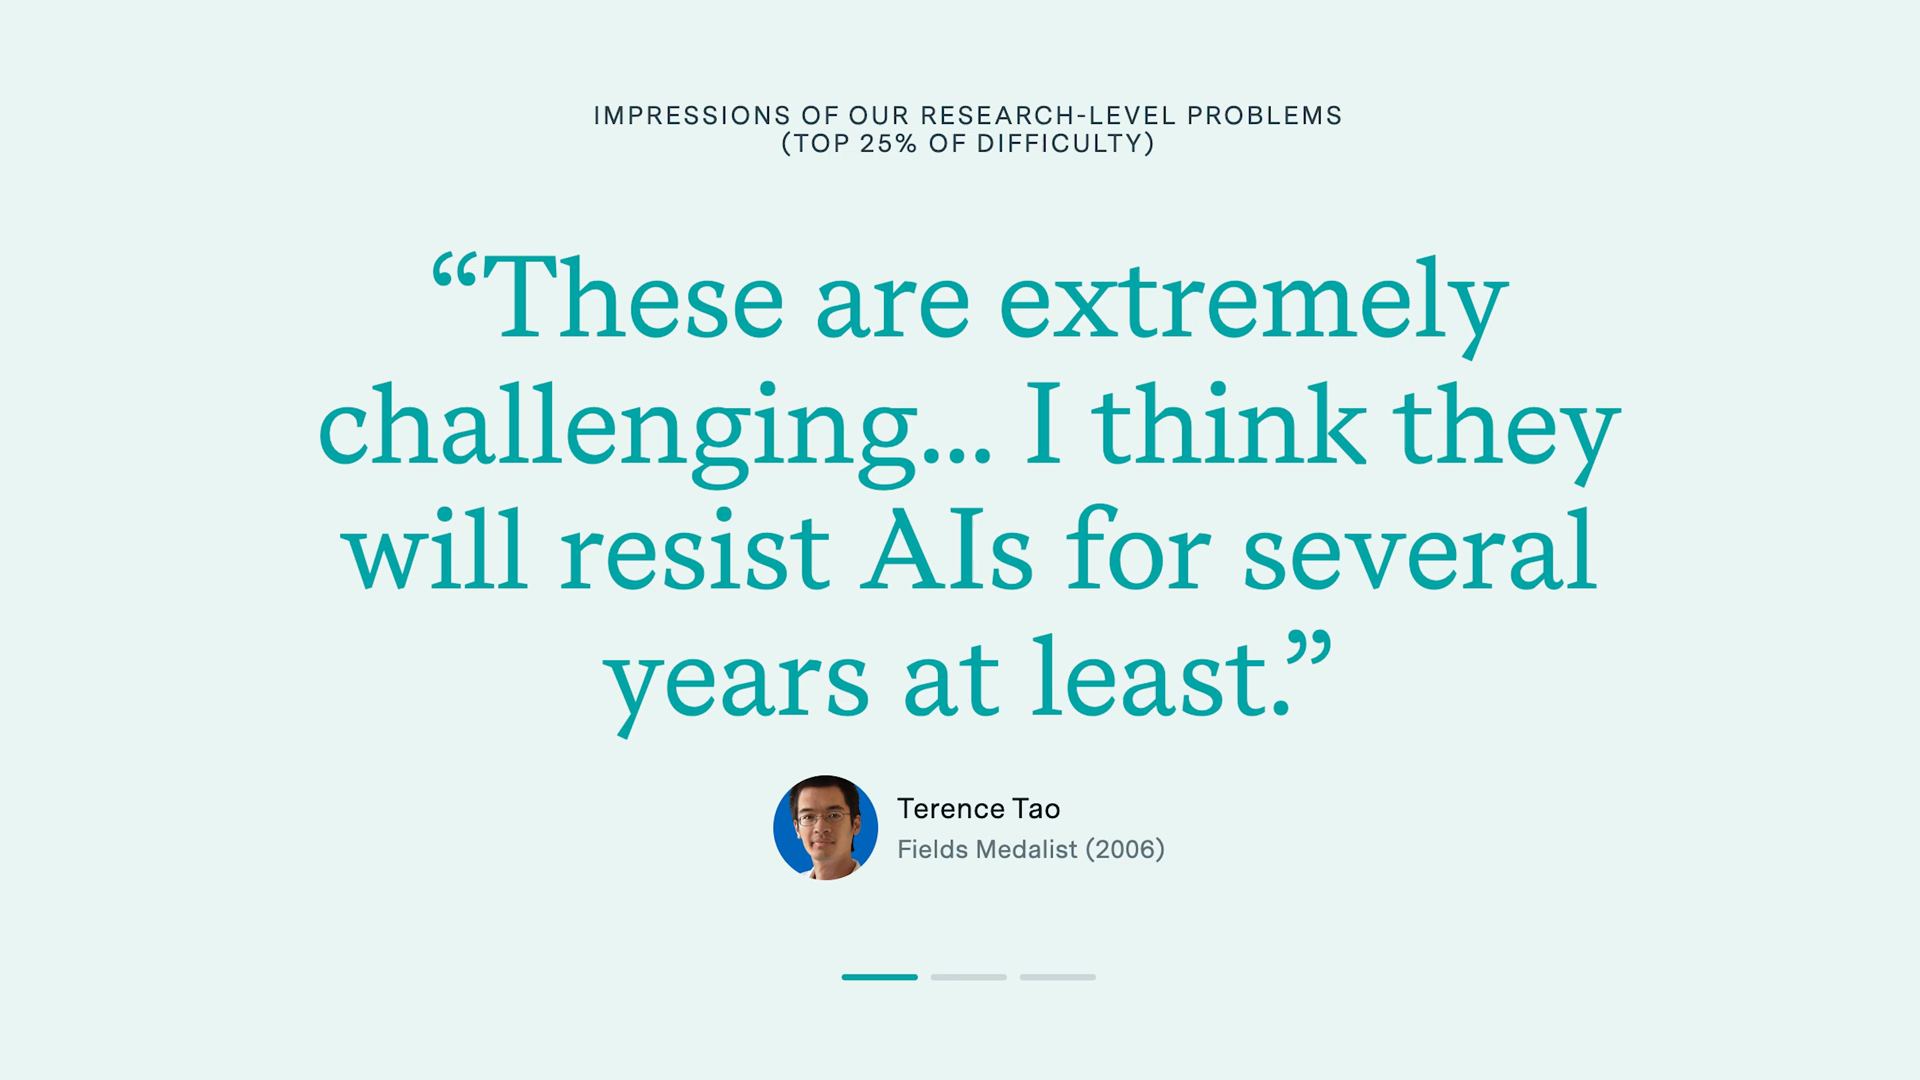 IMPRESSIONS OF OUR RESEARCH-LEVEL PROBLEMS
(TOP 25% OF DIFFICULTY)
“These are extremely
challenging... I think they
will resist AIs for several
years at least.”
Terence Tao
Fields Medalist (2006)